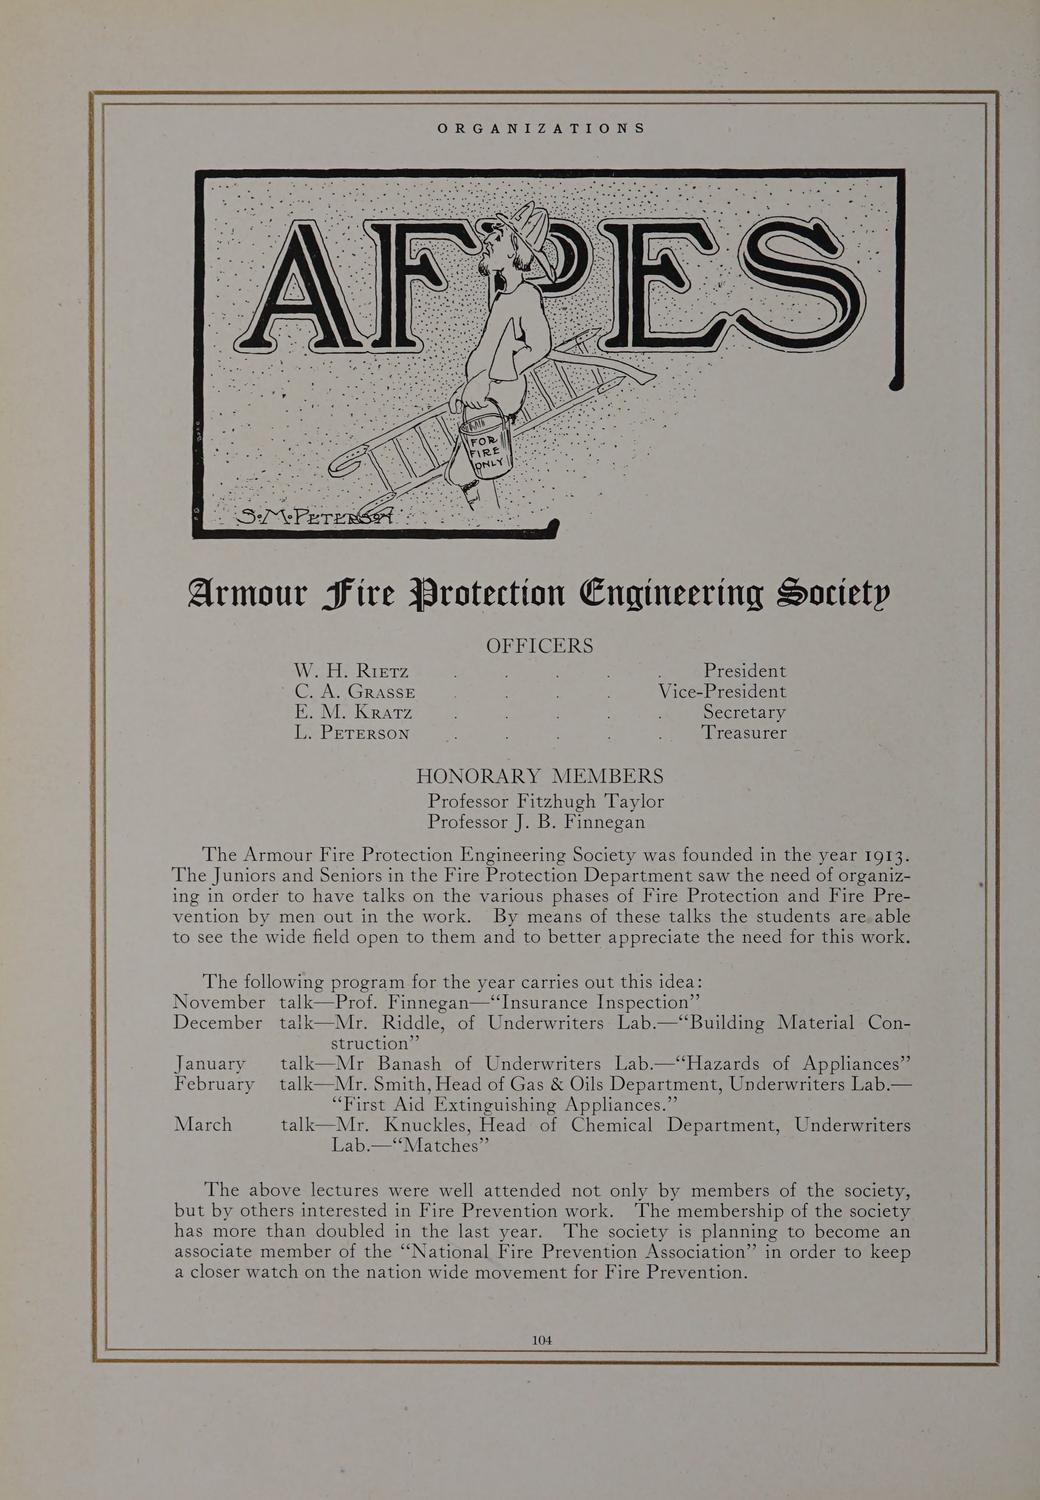 ORGANIZATIONS
AFPES
FOR
FIRE
ONLY
S. M. PETERSON
Armour Fire Protection Engineering Society
OFFICERS
W. H. RIETZ . . . . . President
C. A. GRASSE . . . . Vice-President
E. M. KRATZ . . . . . Secretary
L. PETERSON . . . . . Treasurer
HONORARY MEMBERS
Professor Fitzhugh Taylor
Professor J. B. Finnegan
The Armour Fire Protection Engineering Society was founded in the year 1913.
The Juniors and Seniors in the Fire Protection Department saw the need of organiz-
ing in order to have talks on the various phases of Fire Protection and Fire Pre-
vention by men out in the work. By means of these talks the students are able
to see the wide field open to them and to better appreciate the need for this work.
The following program for the year carries out this idea:
November talk—Prof. Finnegan—“Insurance Inspection”
December talk—Mr. Riddle, of Underwriters Lab.—“Building Material Con-
struction”
January talk—Mr Banash of Underwriters Lab.—“Hazards of Appliances”
February talk—Mr. Smith, Head of Gas & Oils Department, Underwriters Lab.—
“First Aid Extinguishing Appliances.”
March talk—Mr. Knuckles, Head of Chemical Department, Underwriters
Lab.—“Matches”
The above lectures were well attended not only by members of the society,
but by others interested in Fire Prevention work. The membership of the society
has more than doubled in the last year. The society is planning to become an
associate member of the “National Fire Prevention Association” in order to keep
a closer watch on the nation wide movement for Fire Prevention.
104